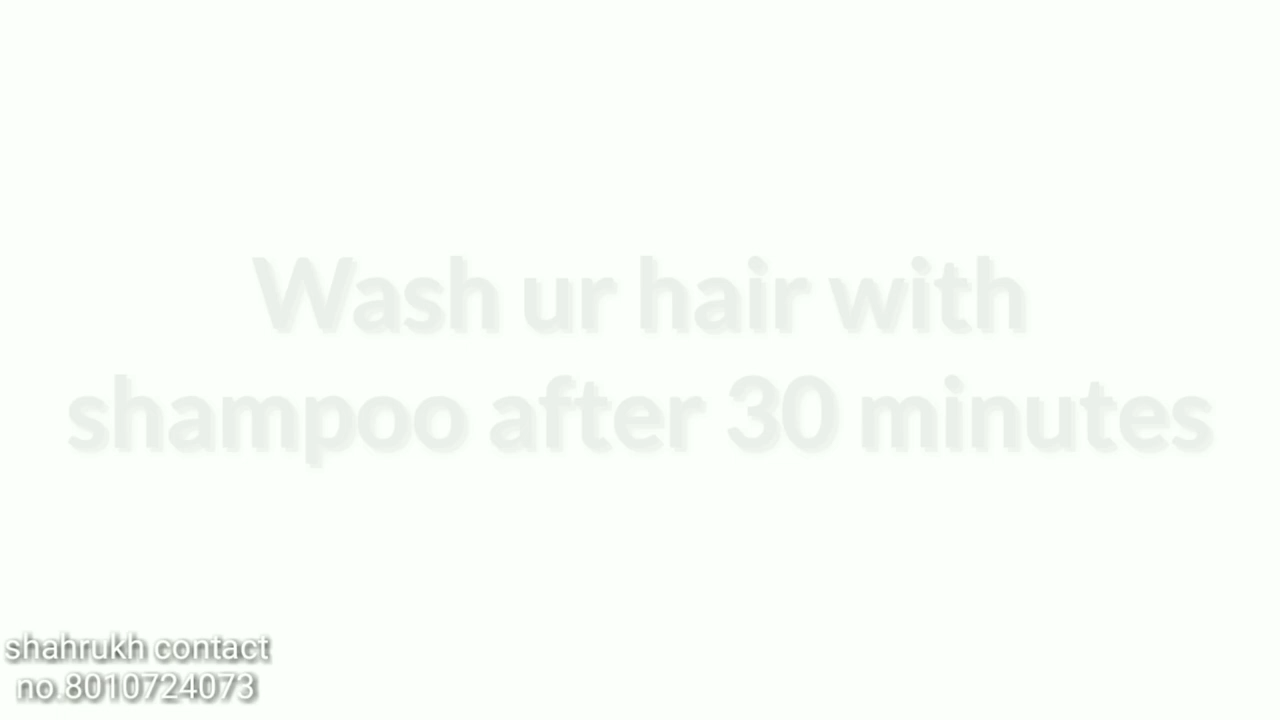 Wash ur hair with
shampoo after 30 minutes
shahrukh contact
no.8010724073